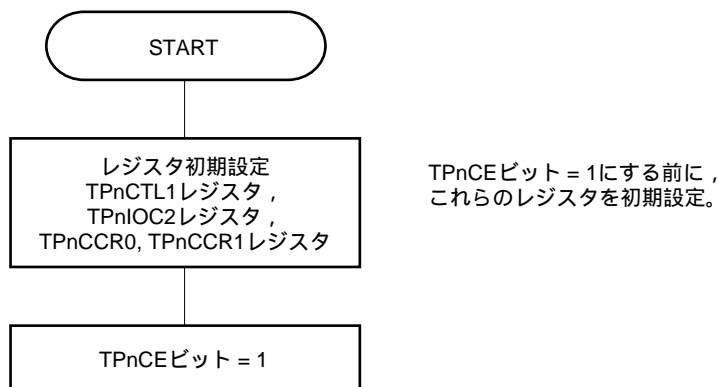 START
レジスタ初期設定
TPnCTL1レジスタ，
TPnIOC2レジスタ，
TPnCCR0, TPnCCR1レジスタ
TPnCEビット = 1にする前に，
これらのレジスタを初期設定。
TPnCEビット = 1